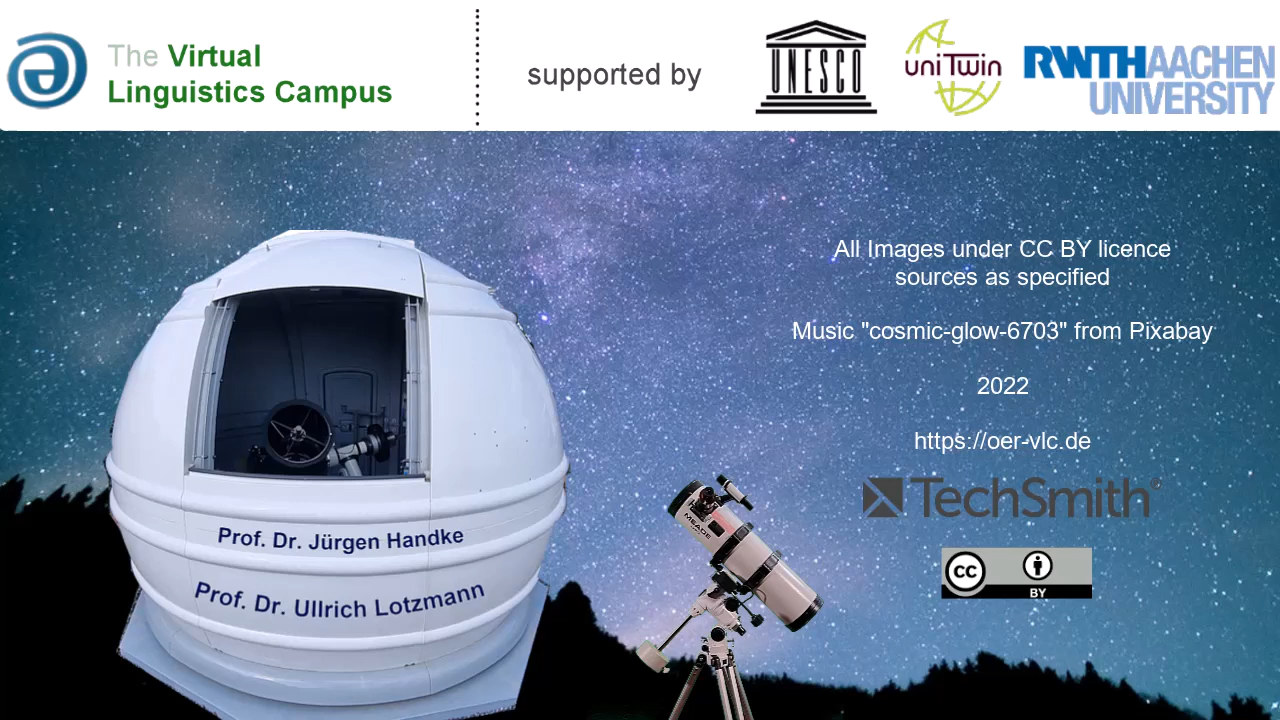 The Virtual
Linguistics Campus
supported by
UNESCO
uniTwin
RWTHAACHEN
UNIVERSITY
All Images under CC BY licence
sources as specified
Music "cosmic-glow-6703" from Pixabay
2022
https://oer-vlc.de
TechSmith®
Prof. Dr. Jürgen Handke
Prof. Dr. Ullrich Lotzmann
MEADE
cc
BY